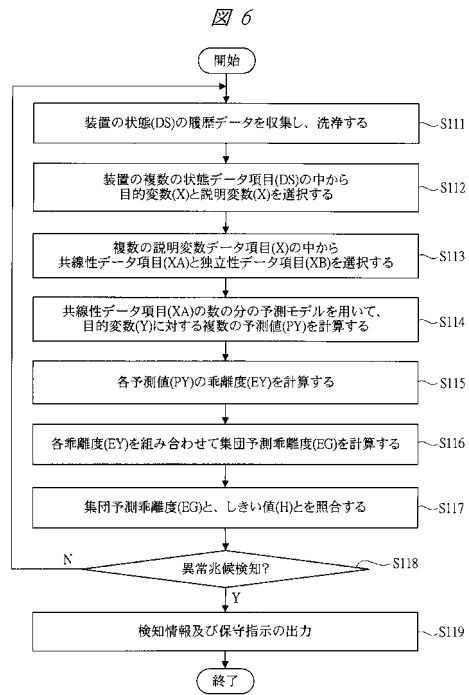 図 6
開始
装置の状態(DS)の履歴データを収集し、洗浄する
S111
装置の複数の状態データ項目(DS)の中から
目的変数(X)と説明変数(X)を選択する
S112
複数の説明変数データ項目(X)の中から
共線性データ項目(XA)と独立性データ項目(XB)を選択する
S113
共線性データ項目(XA)の数の分の予測モデルを用いて、
目的変数(Y)に対する複数の予測値(PY)を計算する
S114
各予測値(PY)の乖離度(EY)を計算する
S115
各乖離度(EY)を組み合わせて集団予測乖離度(EG)を計算する
S116
集団予測乖離度(EG)と、しきい値(H)とを照合する
S117
N
異常兆候検知?
S118
Y
検知情報及び保守指示の出力
S119
終了